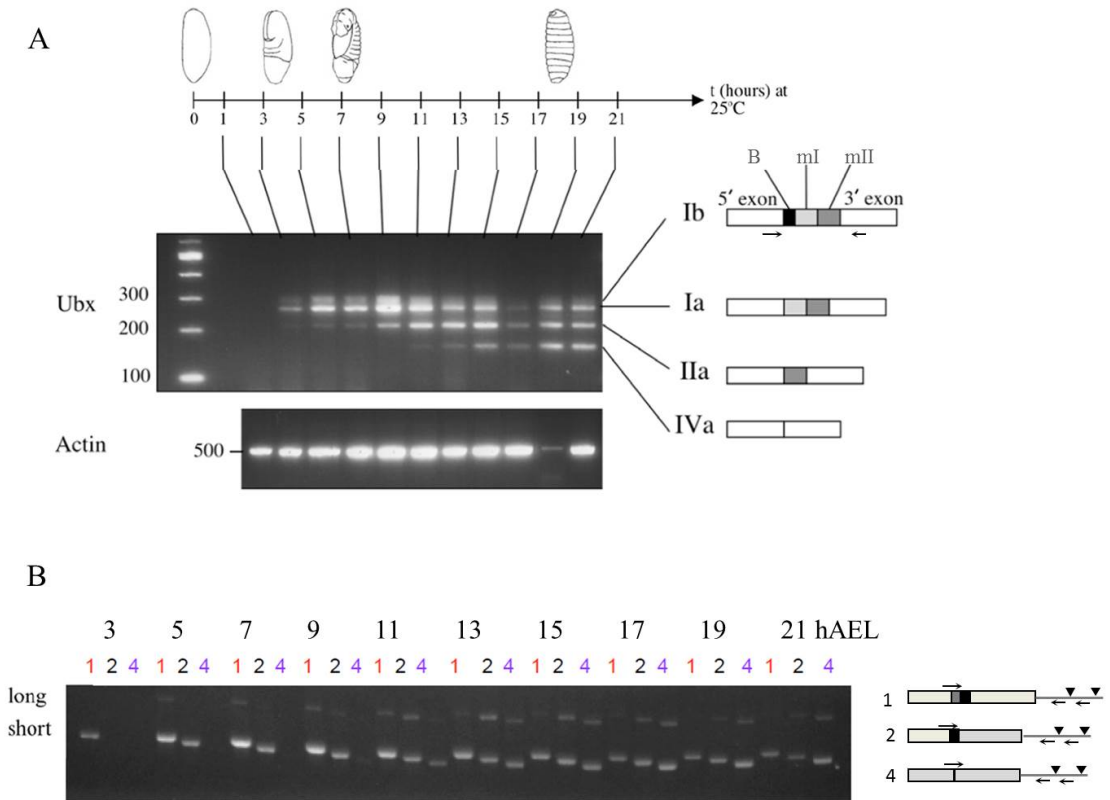 A
t (hours) at
25°C
0 1 3 5 7 9 11 13 15 17 19 21
B mI mII
5′ exon 3′ exon
Ib
Ubx 300
Ia
200
IIa
100
IVa
Actin 500
B
3 5 7 9 11 13 15 17 19 21 hAEL
1 2 4 1 2 4 1 2 4 1 2 4 1 2 4 1 2 4 1 2 4 1 2 4 1 2 4 1 2 4
long
short
1
2
4